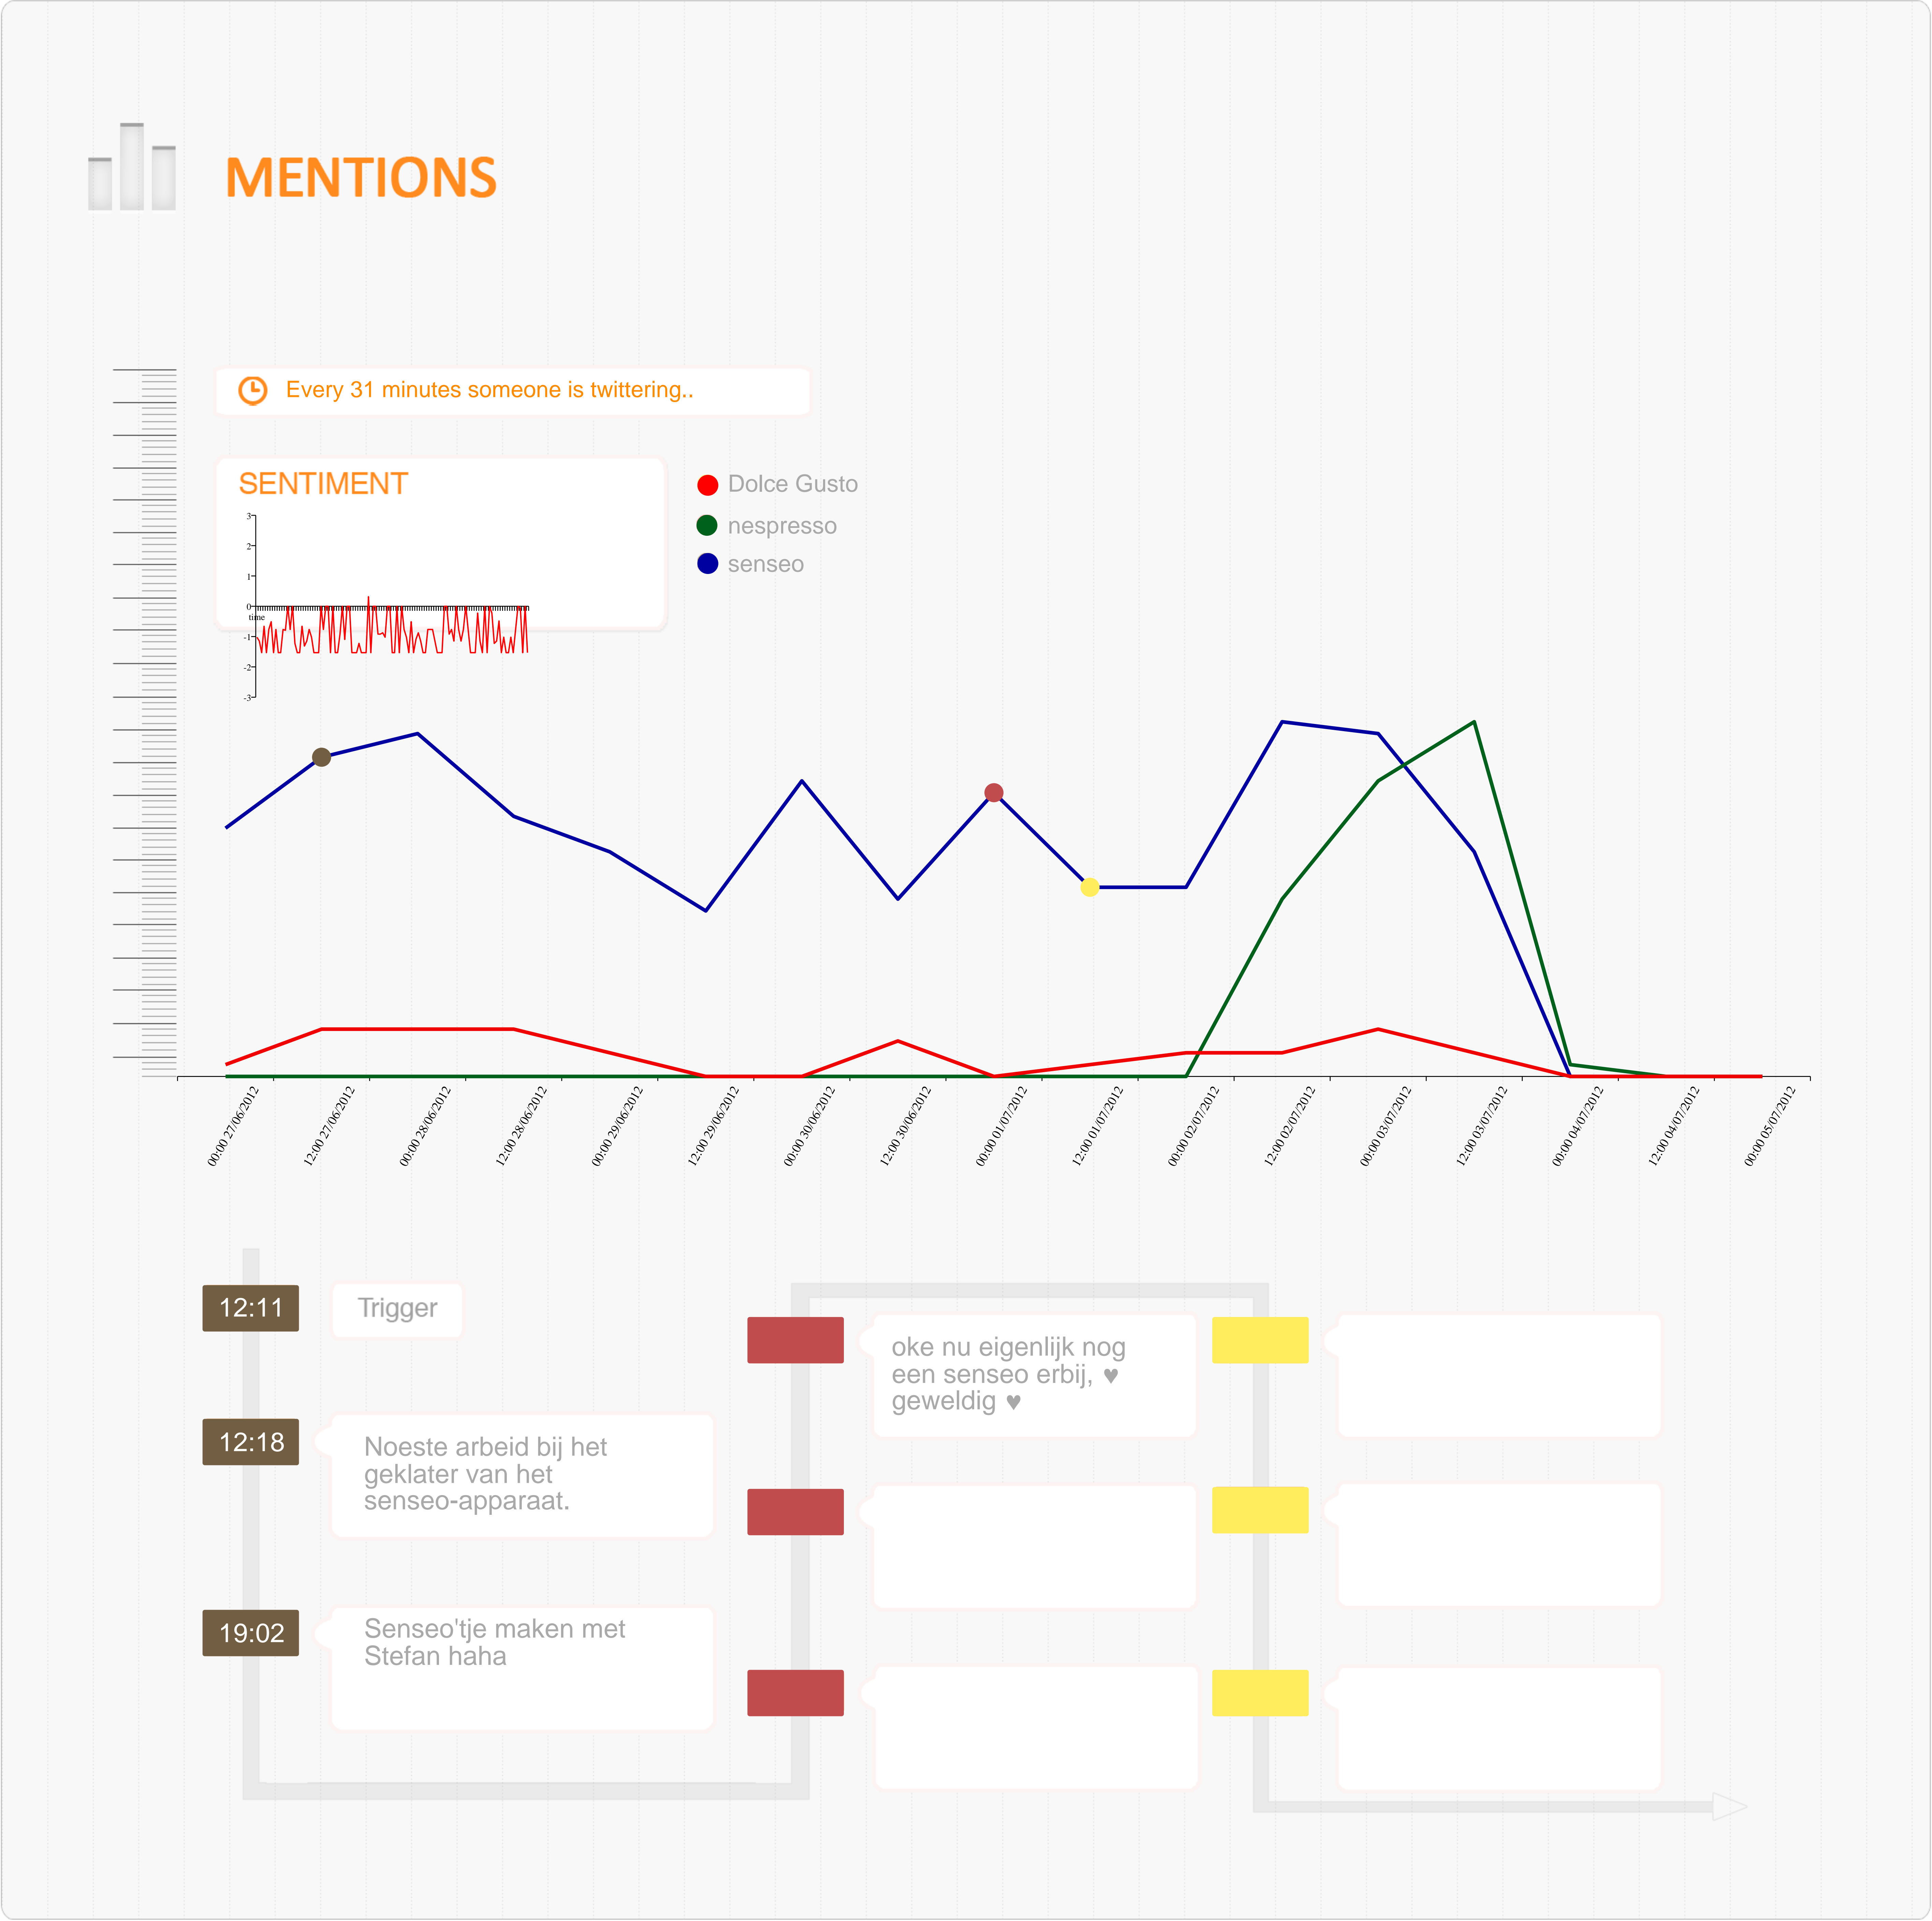 MENTIONS
Every 31 minutes someone is twittering..
SENTIMENT
3
2
1
0
time
-1
-2
-3
Dolce Gusto
nespresso
senseo
00:00 27/06/2012
12:00 27/06/2012
00:00 28/06/2012
12:00 28/06/2012
00:00 29/06/2012
12:00 29/06/2012
00:00 30/06/2012
12:00 30/06/2012
00:00 01/07/2012
12:00 01/07/2012
00:00 02/07/2012
12:00 02/07/2012
00:00 03/07/2012
12:00 03/07/2012
00:00 04/07/2012
12:00 04/07/2012
00:00 05/07/2012
12:11
Trigger
12:18
Noeste arbeid bij het
geklater van het
senseo-apparaat.
19:02
Senseo'tje maken met
Stefan haha
oke nu eigenlijk nog
een senseo erbij, ♥
geweldig ♥